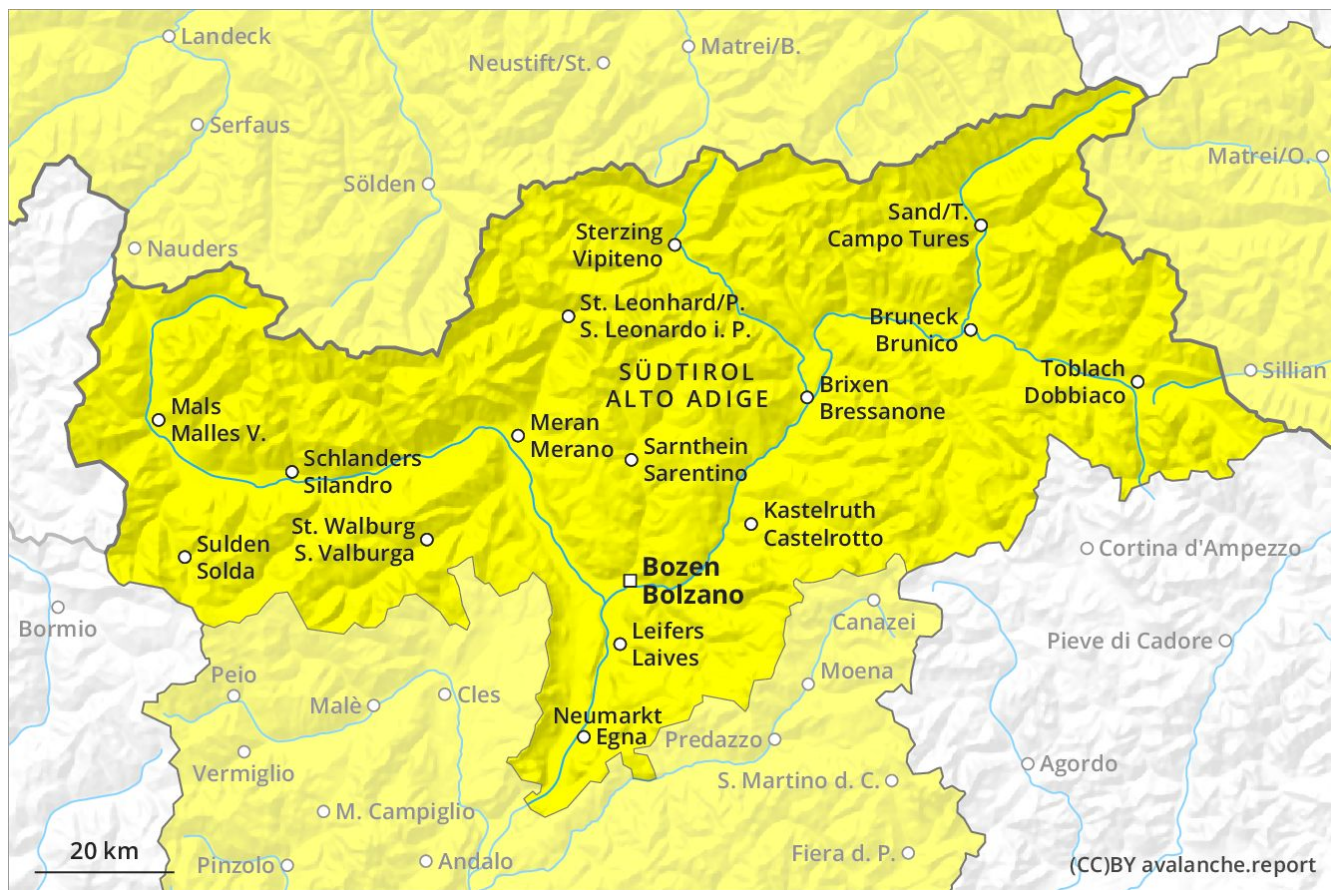 Landeck
Matrei/B.
Neustift/St.
Serfaus
Matrei/O.
Sölden
Sand/T.
Campo Tures
Sterzing
Vipiteno
Nauders
St. Leonhard/P.
S. Leonardo i. P.
Bruneck
Brunico
SÜDTIROL
ALTO ADIGE
Toblach
Dobbiaco
Sillian
Brixen
Bressanone
Mals
Malles V.
Meran
Merano
Schlanders
Silandro
Sarnthein
Sarentino
Kastelruth
Castelrotto
St. Walburg
S. Valburga
Sulden
Solda
Cortina d'Ampezzo
Bozen
Bolzano
Bormio
Canazei
Leifers
Laives
Pieve di Cadore
Peio
Moena
Malè
Cles
Neumarkt
Egna
Predazzo
Vermiglio
Agordo
S. Martino d. C.
M. Campiglio
20 km
Pinzolo
Andalo
Fiera d. P.
(CC)BY avalanche.report